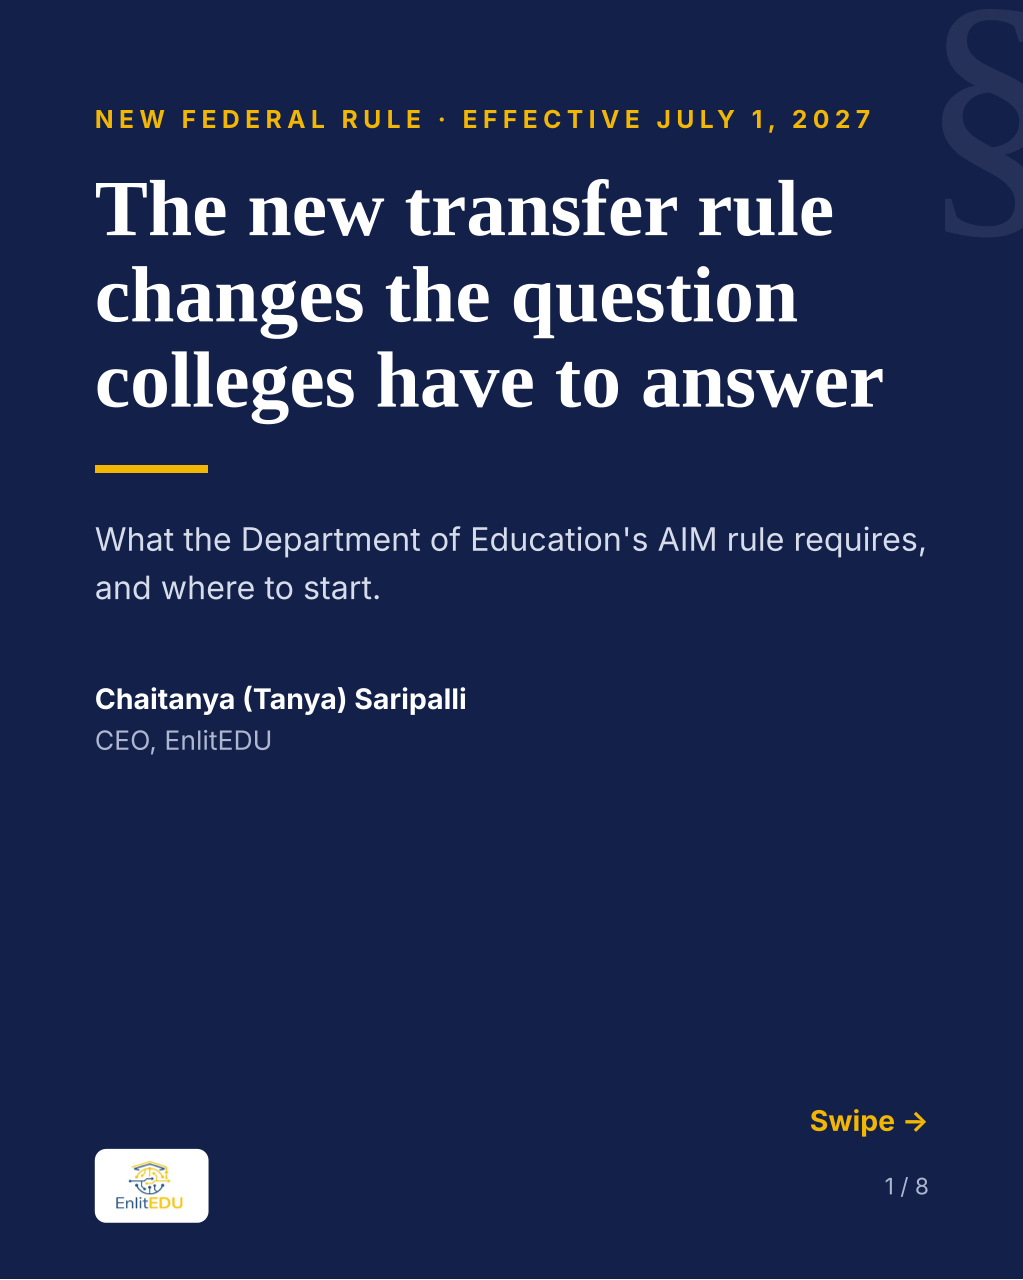 §
NEW FEDERAL RULE · EFFECTIVE JULY 1, 2027
The new transfer rule
changes the question
colleges have to answer
What the Department of Education's AIM rule requires,
and where to start.
Chaitanya (Tanya) Saripalli
CEO, EnlitEDU
Swipe →
EnlitEDU
1 / 8